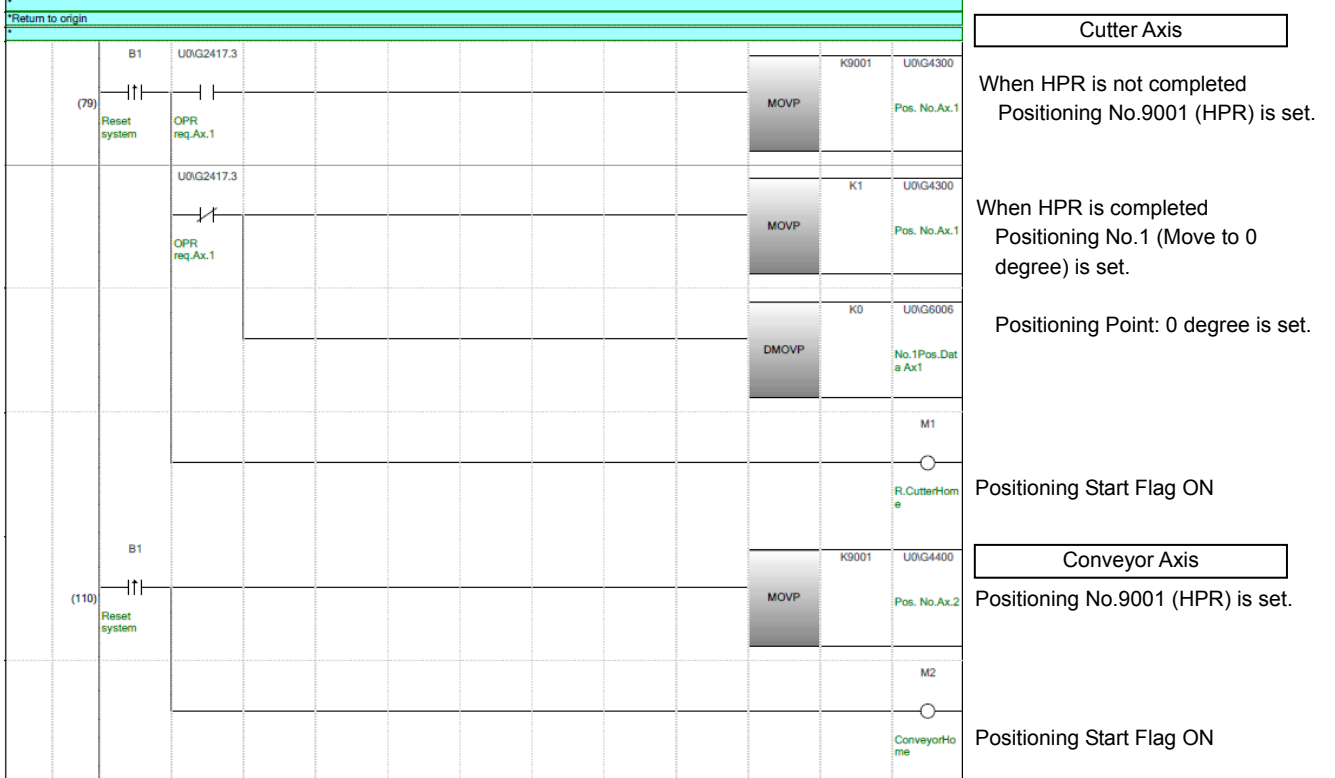 *
*Return to origin
*
Cutter Axis
B1 U0\G2417.3
K9001 U0\G4300
When HPR is not completed
(79)
MOVP
Pos. No.Ax.1
Positioning No.9001 (HPR) is set.
Reset
system
OPR
req.Ax.1
U0\G2417.3
K1 U0\G4300
When HPR is completed
MOVP
Pos. No.Ax.1
Positioning No.1 (Move to 0
degree) is set.
OPR
req.Ax.1
K0 U0\G6006
Positioning Point: 0 degree is set.
DMOVP
No.1Pos.Dat
a Ax1
M1
R.CutterHom
e
Positioning Start Flag ON
B1
K9001 U0\G4400
Conveyor Axis
(110)
MOVP
Pos. No.Ax.2
Positioning No.9001 (HPR) is set.
Reset
system
M2
ConveyorHo
me
Positioning Start Flag ON